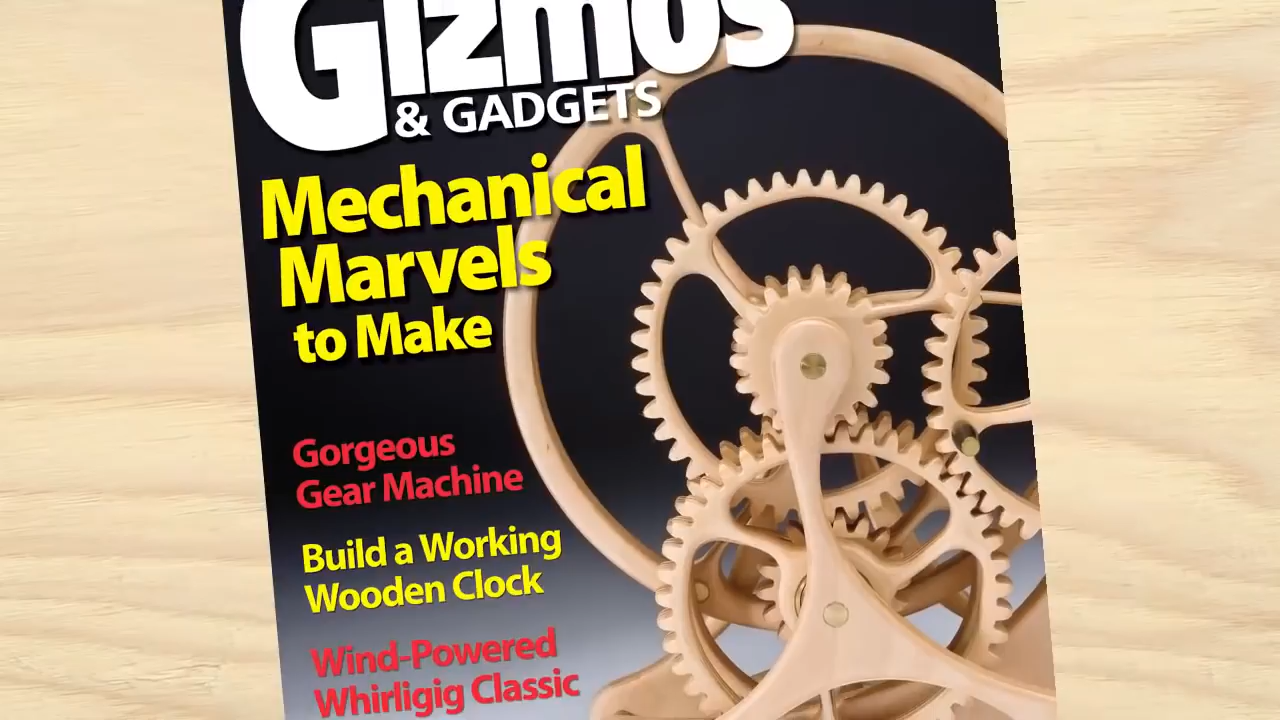 Gizmos
& GADGETS
Mechanical
Marvels
to Make
Gorgeous
Gear Machine
Build a Working
Wooden Clock
Wind-Powered
Whirligig Classic